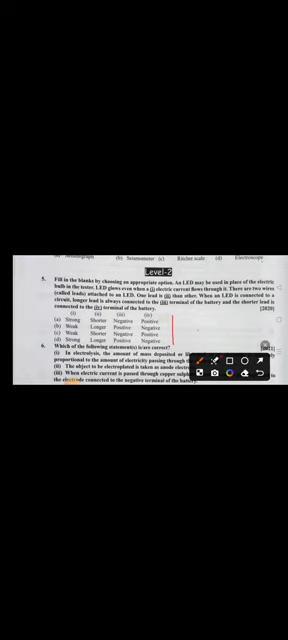 (b) Seismometer (c) Richter scale (d) Electroscope
Level-2
5. Fill in the blanks by choosing an appropriate option. An LED may be used in place of the electric
bulb in the tester. LED glows even when a (i) electric current flows through it. There are two wires
(called leads) attached to an LED. One lead is (ii) than other. When an LED is connected to a
circuit, longer lead is always connected to the (iii) terminal of the battery and the shorter lead is
connected to the (iv) terminal of the battery. [2020]
(i) (ii) (iii) (iv)
(a) Strong Shorter Negative Positive
(b) Weak Longer Positive Negative
(c) Weak Shorter Negative Positive
(d) Strong Longer Positive Negative
6. Which of the following statement(s) is/are correct?
(i) In electrolysis, the amount of mass deposited or
proportional to the amount of electricity passing through
(ii) The object to be electroplated is taken as anode
(iii) When electric current is passed through copper in
the electrode connected to the negative terminal of the battery.